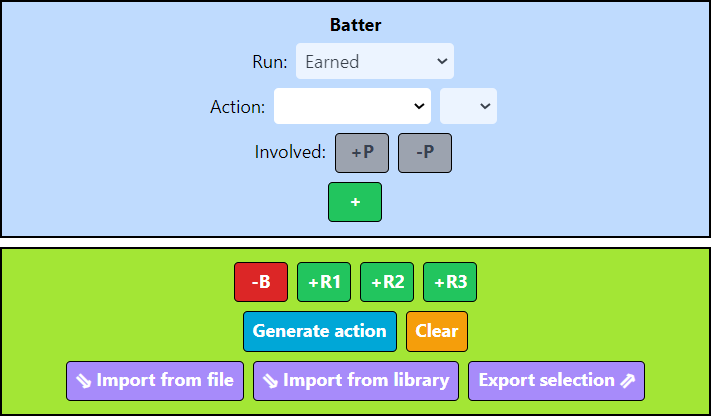 Batter
Run: Earned
Action:
Involved: +P -P
+
-B +R1 +R2 +R3
Generate action Clear
⇘ Import from file ⇘ Import from library Export selection ⇗